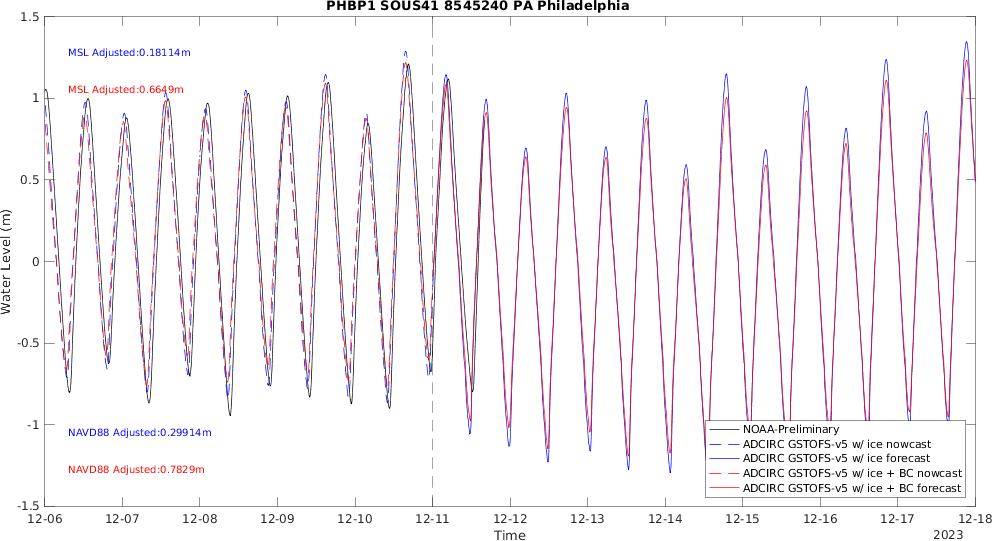 PHBP1 SOUS41 8545240 PA Philadelphia
1.5
1
0.5
0
-0.5
-1
-1.5
Water Level (m)
MSL Adjusted:0.18114m
MSL Adjusted:0.6649m
NAVD88 Adjusted:0.29914m
NAVD88 Adjusted:0.7829m
NOAA-Preliminary
ADCIRC GSTOFS-v5 w/ ice nowcast
ADCIRC GSTOFS-v5 w/ ice forecast
ADCIRC GSTOFS-v5 w/ ice + BC nowcast
ADCIRC GSTOFS-v5 w/ ice + BC forecast
12-06 12-07 12-08 12-09 12-10 12-11 12-12 12-13 12-14 12-15 12-16 12-17 12-18
Time
2023